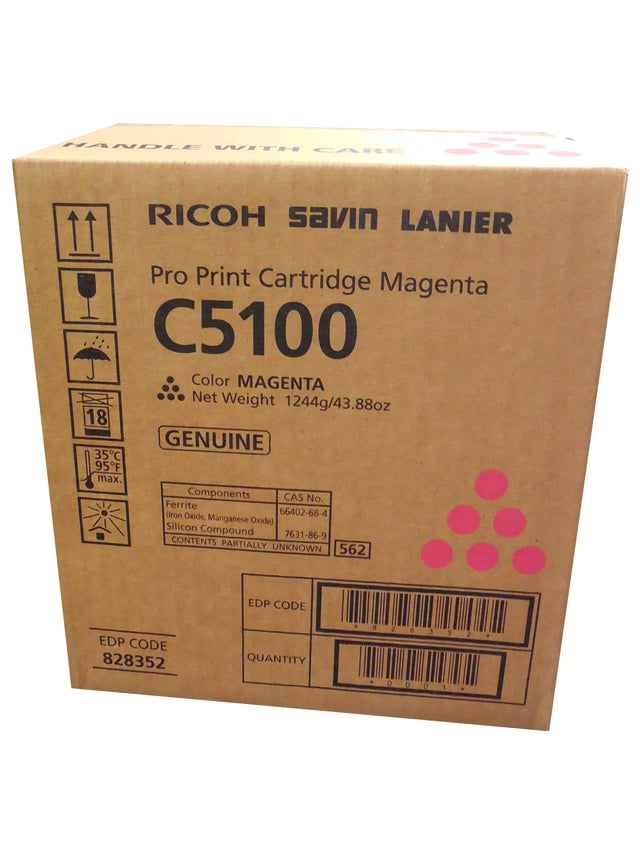 HANDLE WITH CARE
RICOH savin LANIER
Pro Print Cartridge Magenta
C5100
Color MAGENTA
Net Weight 1244g/43.88oz
18
GENUINE
35°C
95°F
max.
Components CAS No.
Ferrite 66402-68-4
(Iron Oxide, Manganese Oxide)
Silicon Compound 7631-86-9
CONTENTS PARTIALLY UNKNOWN 562
EDP CODE
*828352*
QUANTITY
*0001*
EDP CODE
828352